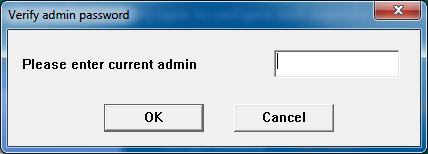 Verify admin password
Please enter current admin
OK
Cancel